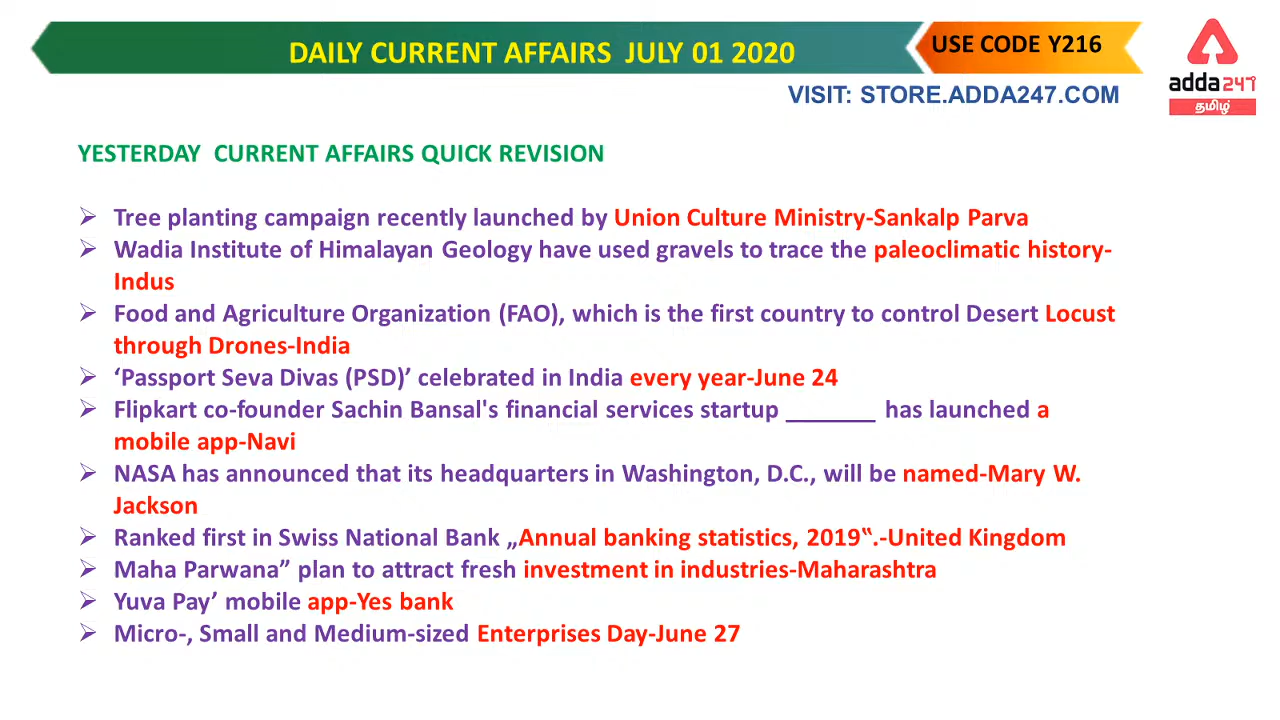 DAILY CURRENT AFFAIRS JULY 01 2020
USE CODE Y216
VISIT: STORE.ADDA247.COM
adda247
தமிழ்
YESTERDAY CURRENT AFFAIRS QUICK REVISION
➢ Tree planting campaign recently launched by Union Culture Ministry-Sankalp Parva
➢ Wadia Institute of Himalayan Geology have used gravels to trace the paleoclimatic history-
Indus
➢ Food and Agriculture Organization (FAO), which is the first country to control Desert Locust
through Drones-India
➢ ‘Passport Seva Divas (PSD)’ celebrated in India every year-June 24
➢ Flipkart co-founder Sachin Bansal's financial services startup _______ has launched a
mobile app-Navi
➢ NASA has announced that its headquarters in Washington, D.C., will be named-Mary W.
Jackson
➢ Ranked first in Swiss National Bank „Annual banking statistics, 2019‟.-United Kingdom
➢ Maha Parwana” plan to attract fresh investment in industries-Maharashtra
➢ Yuva Pay’ mobile app-Yes bank
➢ Micro-, Small and Medium-sized Enterprises Day-June 27